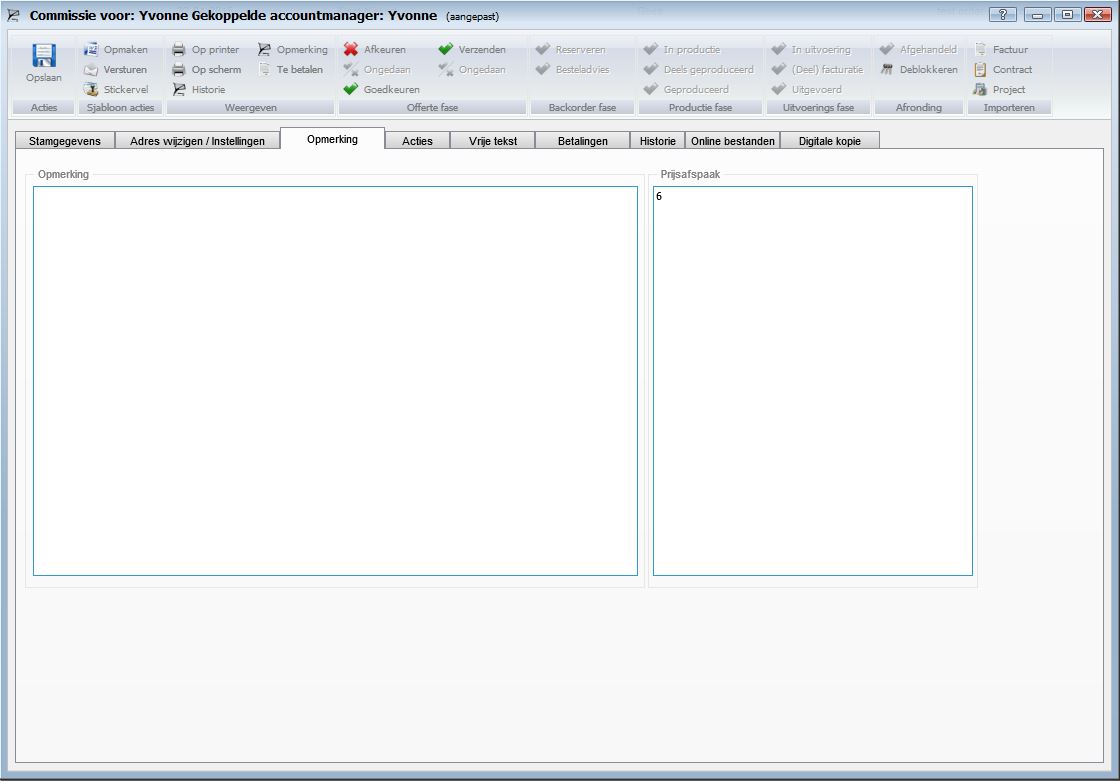 Commissie voor: Yvonne Gekoppelde accountmanager: Yvonne (aangepast)
Opslaan
Acties
Opmaken
Versturen
Stickervel
Sjabloon acties
Op printer
Op scherm
Historie
Opmerking
Te betalen
Weergeven
Afkeuren
Ongedaan
Goedkeuren
Verzenden
Ongedaan
Offerte fase
Reserveren
Besteladvies
Backorder fase
In productie
Deels geproduceerd
Geproduceerd
Productie fase
In uitvoering
(Deel) facturatie
Uitgevoerd
Uitvoerings fase
Afgehandeld
Deblokkeren
Afronding
Factuur
Contract
Project
Importeren
Stamgegevens
Adres wijzigen / Instellingen
Opmerking
Acties
Vrije tekst
Betalingen
Historie
Online bestanden
Digitale kopie
Opmerking
Prijsafspaak
6